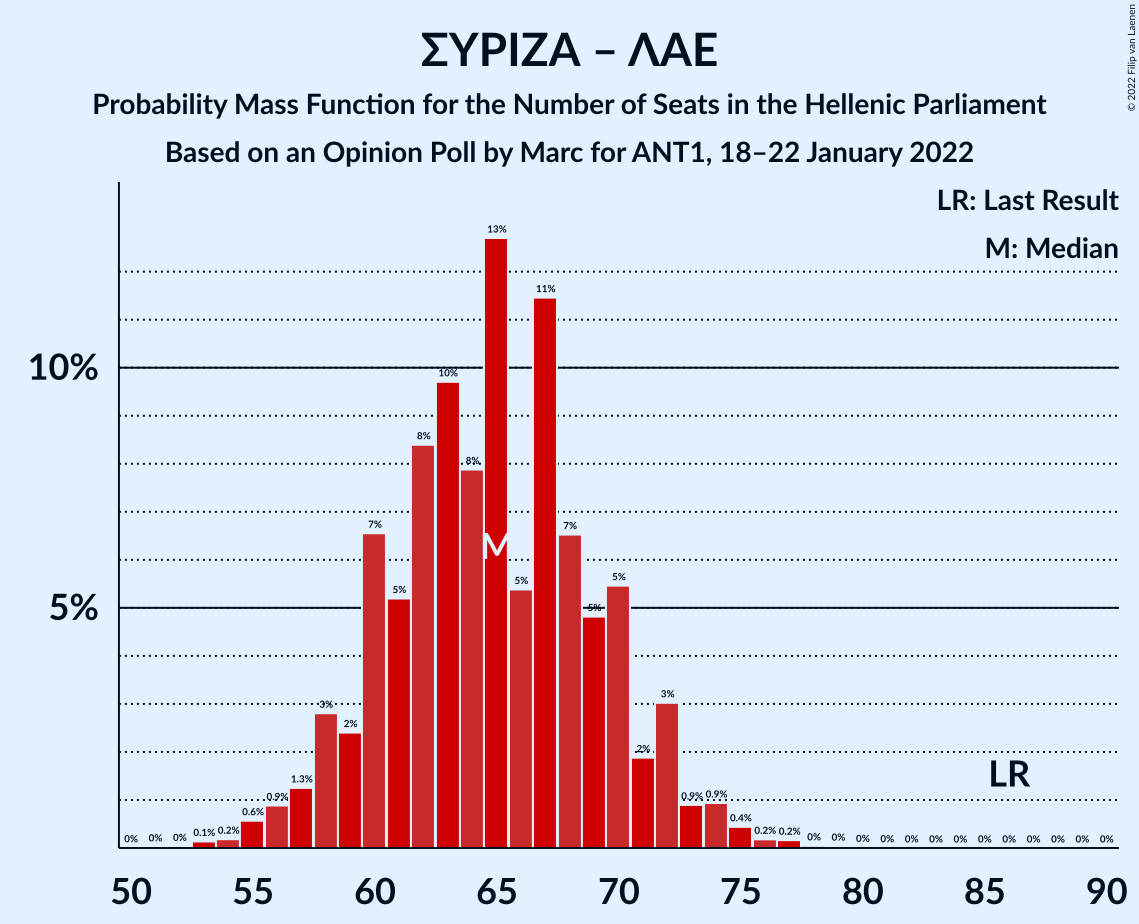 © 2022 Filip van Laenen
ΣΥΡΙΖΑ – ΛΑΕ
Probability Mass Function for the Number of Seats in the Hellenic Parliament
Based on an Opinion Poll by Marc for ANT1, 18–22 January 2022
LR: Last Result
M: Median
10%
5%
0% 0% 0% 0.1% 0.2% 0.6% 0.9% 1.3% 3% 2% 7% 5% 8% 10% 8% 13% 5% 11% 7% 5% 5% 2% 3% 0.9% 0.9% 0.4% 0.2% 0.2% 0% 0% 0% 0% 0% 0% 0% 0% 0% 0% 0% 0% 0%
M
LR
50 55 60 65 70 75 80 85 90